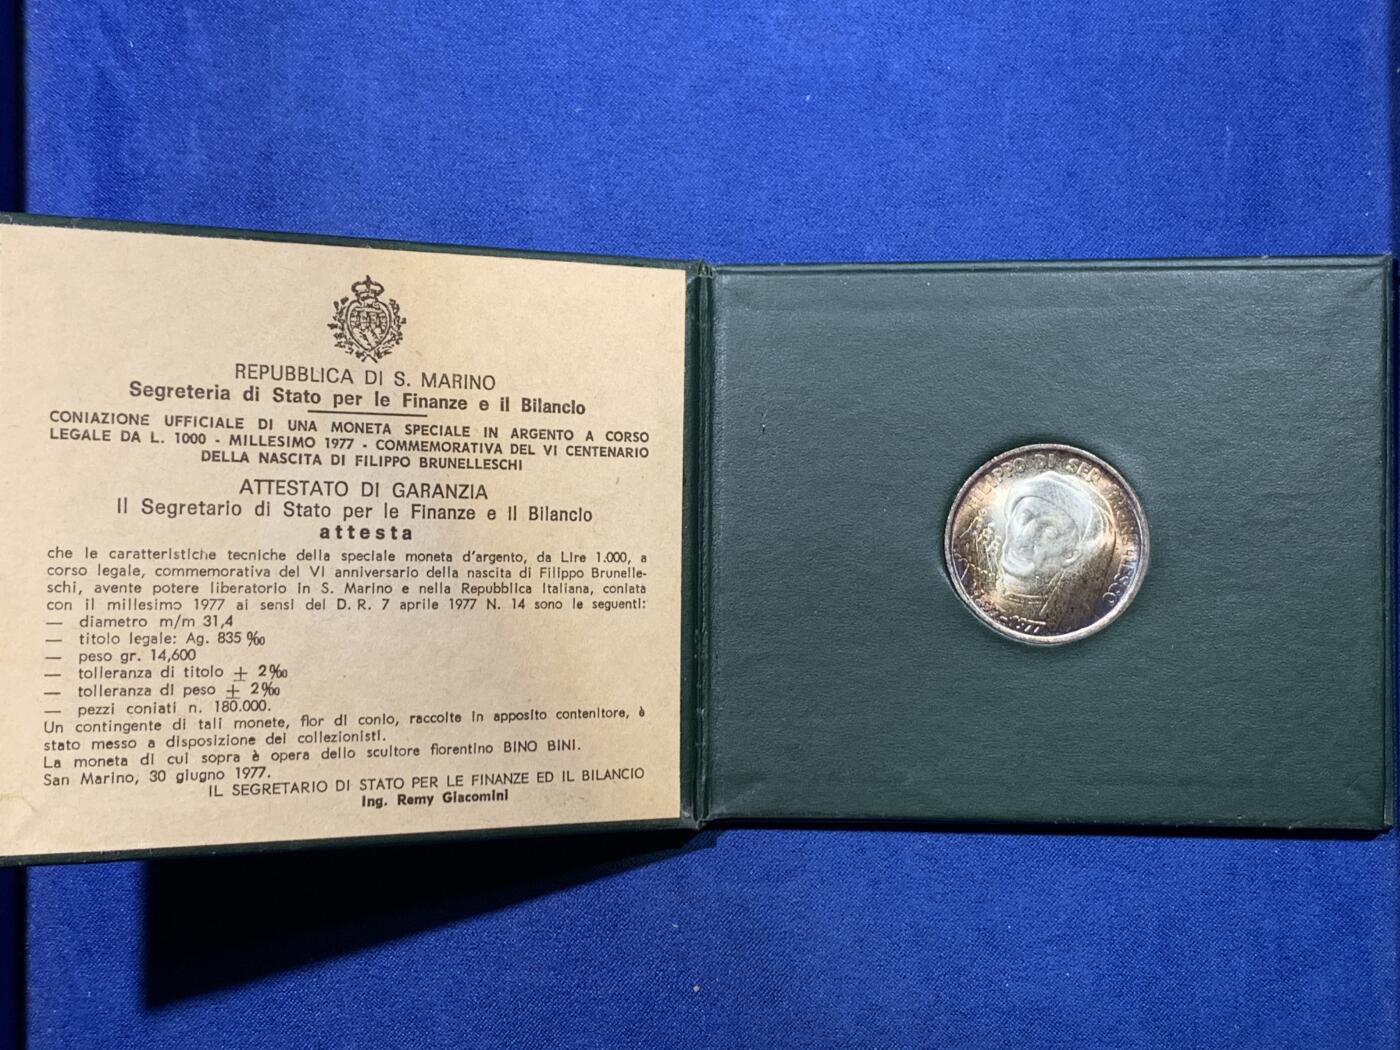 REPUBBLICA DI S. MARINO
Segreteria di Stato per le Finanze e il Bilancio
CONIAZIONE UFFICIALE DI UNA MONETA SPECIALE IN ARGENTO A CORSO
LEGALE DA L. 1000 - MILLESIMO 1977 - COMMEMORATIVA DEL VI CENTENARIO
DELLA NASCITA DI FILIPPO BRUNELLESCHI
ATTESTATO DI GARANZIA
Il Segretario di Stato per le Finanze e il Bilancio
attesta
che le caratteristiche tecniche della speciale moneta d'argento, da Lire 1.000, a
corso legale, commemorativa del VI anniversario della nascita di Filippo Brunelle-
schi, avente potere liberatorio in S. Marino e nella Repubblica Italiana, coniata
con il millesimo 1977 ai sensi del D. R. 7 aprile 1977 N. 14 sono le seguenti:
— diametro m/m 31,4
— titolo legale: Ag. 835 ‰
— peso gr. 14,600
— tolleranza di titolo ± 2‰
— tolleranza di peso ± 2‰
— pezzi coniati n. 180.000.
Un contingente di tali monete, fior di conio, raccolte in apposito contenitore, è
stato messo a disposizione dei collezionisti.
La moneta di cui sopra è opera dello scultore fiorentino BINO BINI.
San Marino, 30 giugno 1977.
IL SEGRETARIO DI STATO PER LE FINANZE ED IL BILANCIO
Ing. Remy Giacomini
FILIPPO DI SER